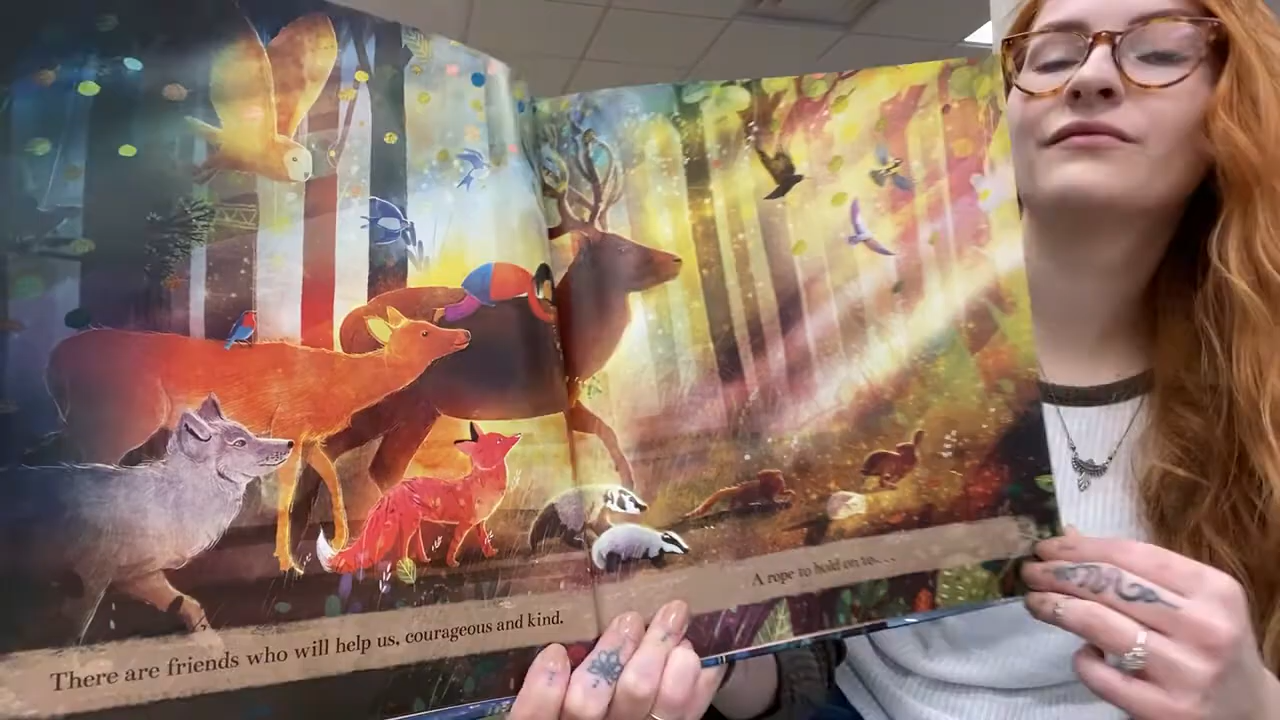 There are friends who will help us, courageous and kind.
A rope to hold on to...